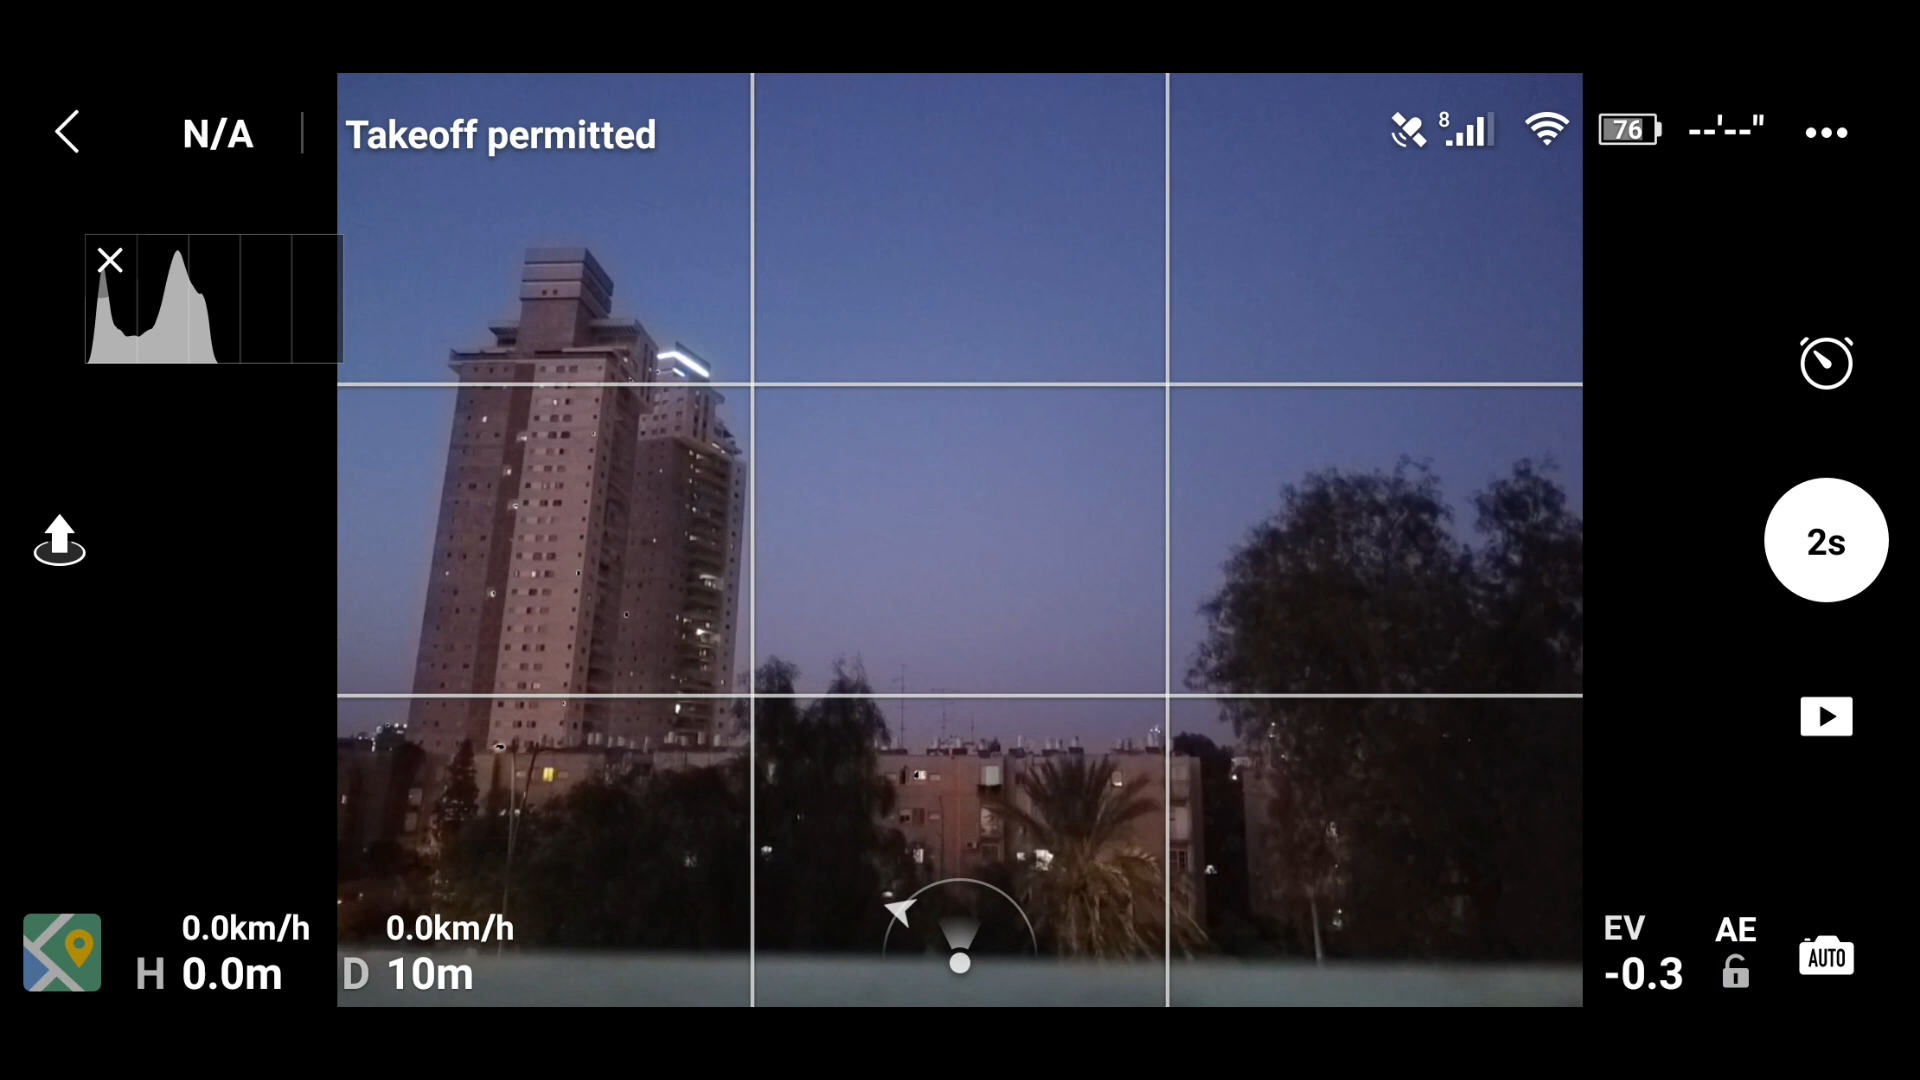 N/A
Takeoff permitted
8
76
--'--"
2s
0.0km/h
0.0km/h
H 0.0m
D 10m
EV
-0.3
AE
AUTO